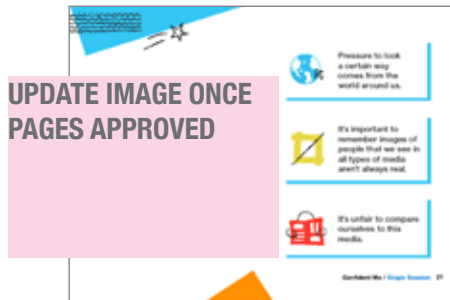 UPDATE IMAGE ONCE
PAGES APPROVED
Pressure to look
a certain way
comes from the
world around us.
It's important to
remember images of
people that we see in
all types of media
aren't always real.
It's unfair to compare
ourselves to this
media.
Confident Me / Single Session 21